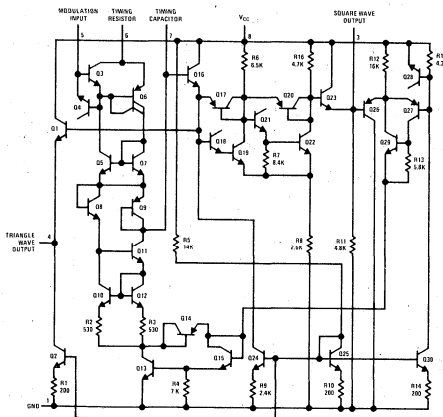 MODULATION INPUT
TIMING RESISTOR
TIMING CAPACITOR
VCC
SQUARE WAVE OUTPUT
5
6
7
8
3
Q3
Q4
Q6
Q16
R6 6.5K
R16 4.7K
Q17
Q20
Q23
R12 16K
Q28
Q26
Q27
Q1
Q5
Q7
Q18
Q19
Q21
R7 8.4K
Q22
Q29
R13 5.8K
Q8
Q9
TRIANGLE WAVE OUTPUT
4
Q11
R5 14K
R8
R11 4.8K
Q10
Q12
R2 530
R3 530
Q14
Q2
Q13
Q15
Q24
Q25
Q30
R1 200
R4 7K
R9 2.4K
R10 200
R14 200
GND
1